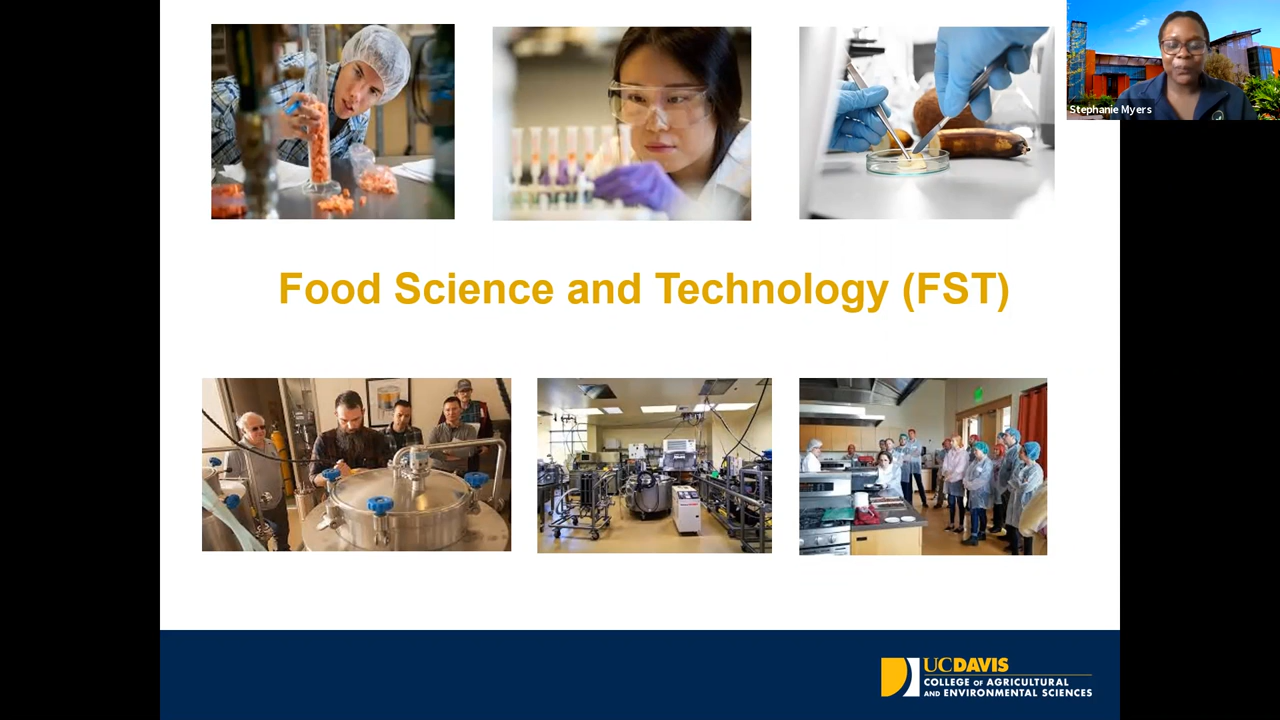 Stephanie Myers
Food Science and Technology (FST)
UCDAVIS
COLLEGE OF AGRICULTURAL
AND ENVIRONMENTAL SCIENCES